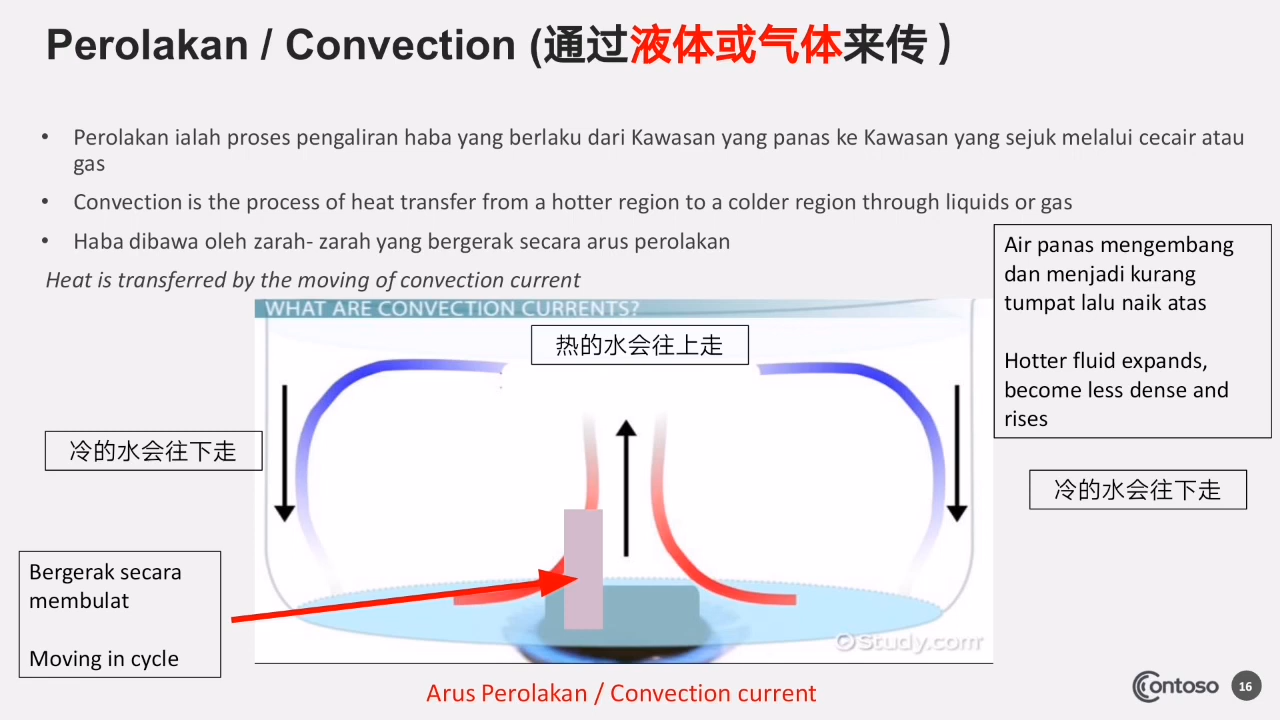 Perolakan / Convection (通过液体或气体来传）
• Perolakan ialah proses pengaliran haba yang berlaku dari Kawasan yang panas ke Kawasan yang sejuk melalui cecair atau
gas
• Convection is the process of heat transfer from a hotter region to a colder region through liquids or gas
• Haba dibawa oleh zarah- zarah yang bergerak secara arus perolakan
Heat is transferred by the moving of convection current
Air panas mengembang
dan menjadi kurang
tumpat lalu naik atas
Hotter fluid expands,
become less dense and
rises
WHAT ARE CONVECTION CURRENTS?
热的水会往上走
冷的水会往下走
冷的水会往下走
Bergerak secara
membulat
Moving in cycle
©Study.com
Arus Perolakan / Convection current
Contoso
16